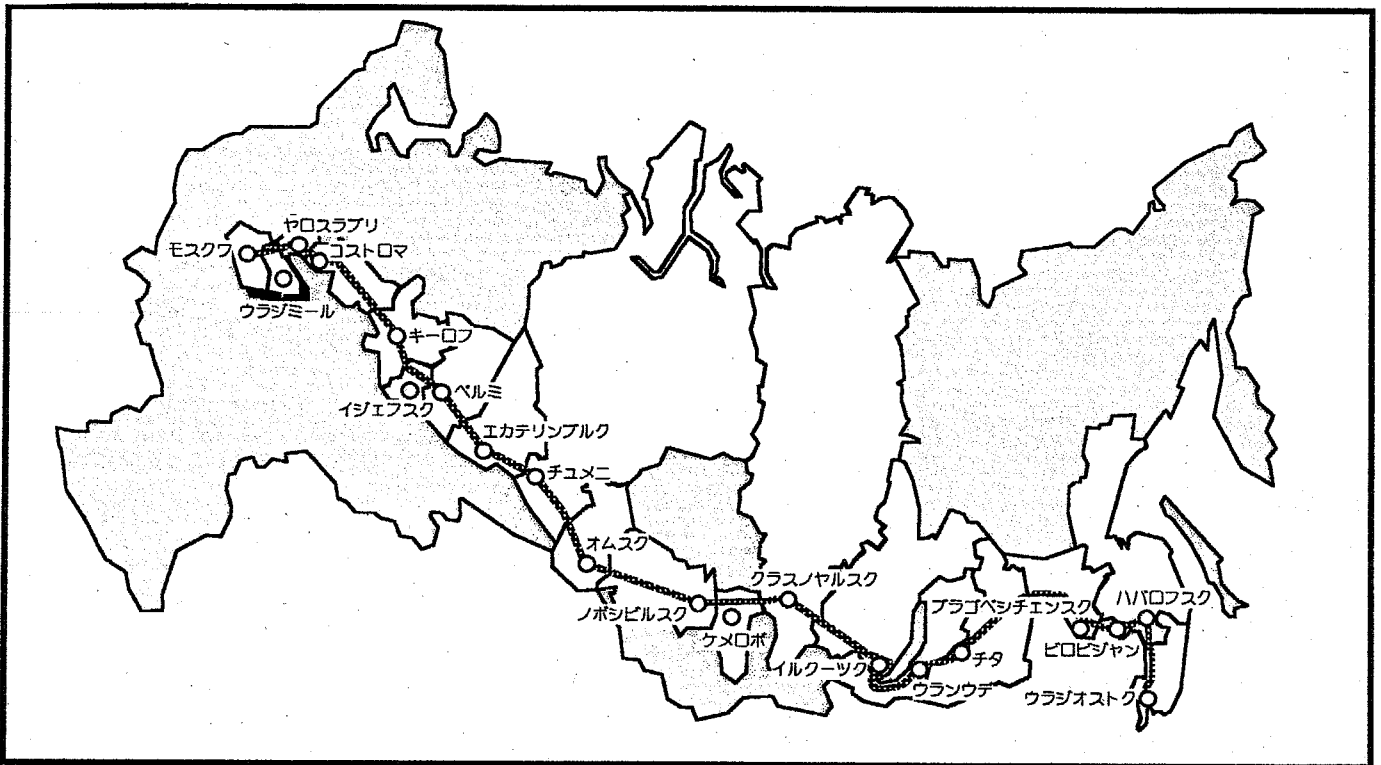 ヤロスラブリ
モスクワ
コストロマ
ウラジミール
キーロフ
イジェフスク
ペルミ
エカテリンブルク
チュメニ
オムスク
ノボシビルスク
ケメロボ
クラスノヤルスク
イルクーツク
ウランウデ
チタ
ブラゴベシチェンスク
ハバロフスク
ビロビジャン
ウラジオストク